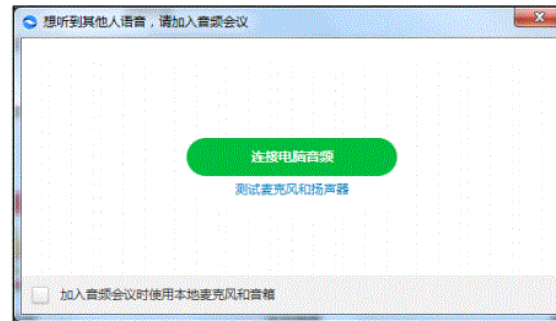 想听到其他人语音，请加入音频会议
连接电脑音频
测试麦克风和扬声器
加入音频会议时使用本地麦克风和音箱